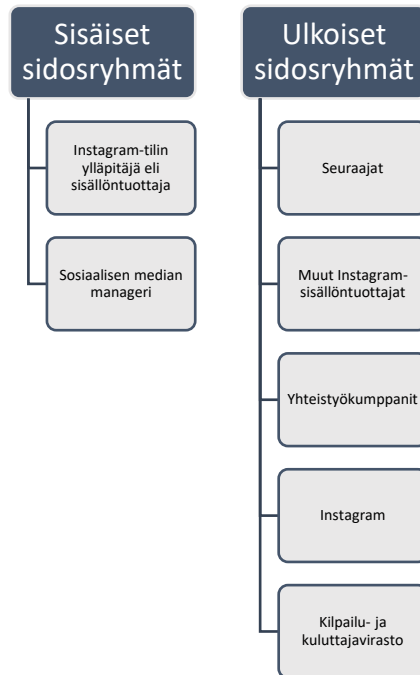 Sisäiset
sidosryhmät
Instagram-tilin
ylläpitäjä eli
sisällöntuottaja
Sosiaalisen median
manageri
Ulkoiset
sidosryhmät
Seuraajat
Muut Instagram-
sisällöntuottajat
Yhteistyökumppanit
Instagram
Kilpailu- ja
kuluttajavirasto